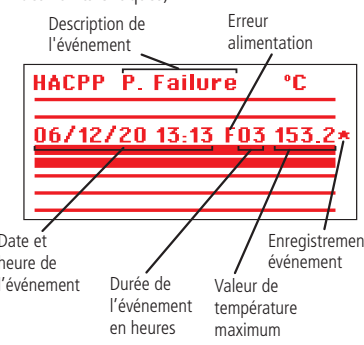 Description de
l'événement
Erreur
alimentation
HACPP P. Failure °C
06/12/20 13:13 F03 153.2*
Date et
heure de
l’événement
Durée de
l’événement
en heures
Valeur de
température
maximum
Enregistremen
événement